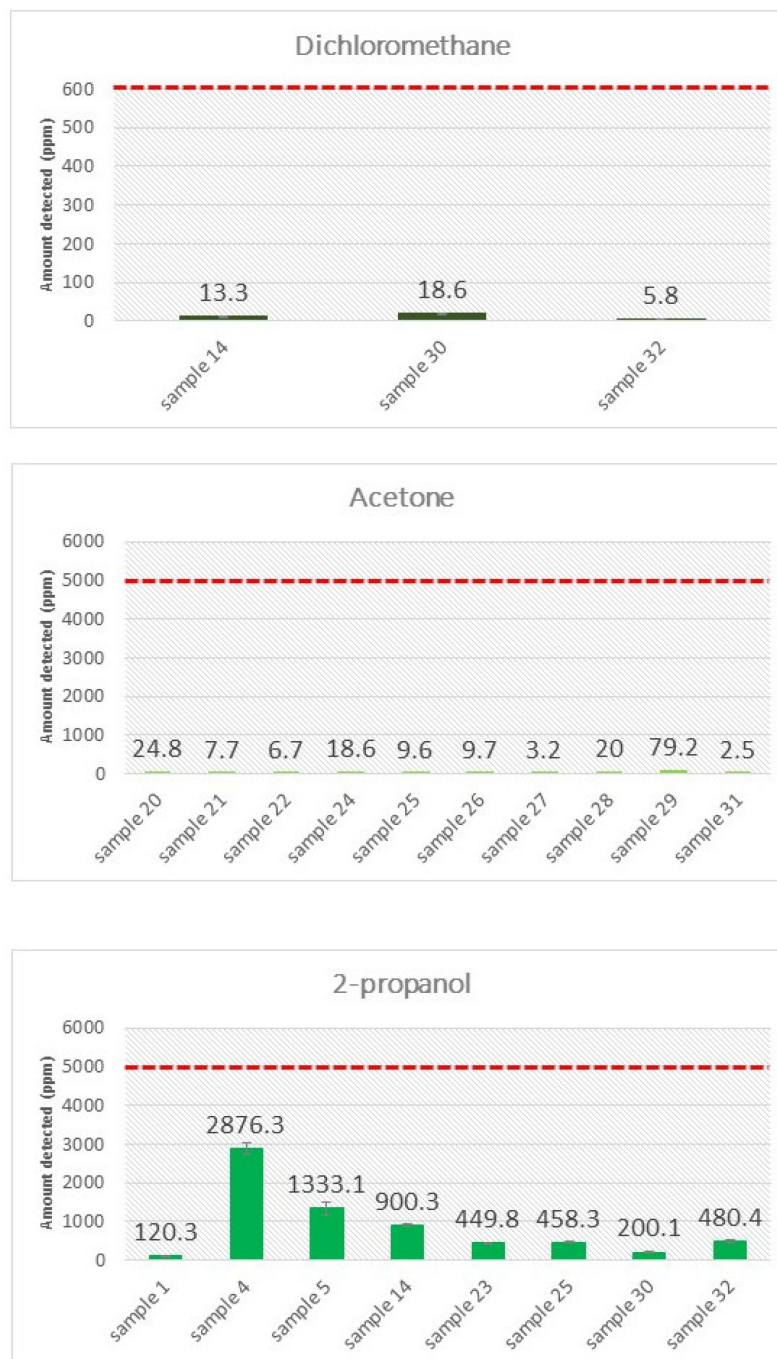 Dichloromethane
Amount detected (ppm)
600
500
400
300
200
100
0
13.3
18.6
5.8
sample 14
sample 30
sample 32
Acetone
Amount detected (ppm)
6000
5000
4000
3000
2000
1000
0
24.8
7.7
6.7
18.6
9.6
9.7
3.2
20
79.2
2.5
sample 20
sample 21
sample 22
sample 24
sample 25
sample 26
sample 27
sample 28
sample 29
sample 31
2-propanol
Amount detected (ppm)
6000
5000
4000
3000
2000
1000
0
120.3
2876.3
1333.1
900.3
449.8
458.3
200.1
480.4
sample 1
sample 4
sample 5
sample 14
sample 23
sample 25
sample 30
sample 32